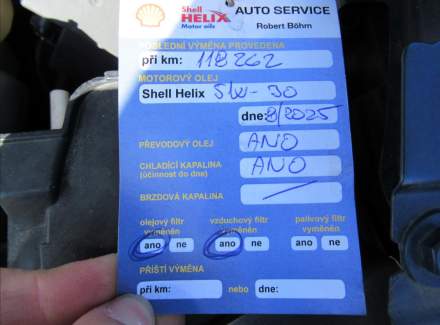 Shell
Shell
HELIX
Motor oils
AUTO SERVICE
Robert Böhm
POSLEDNÍ VÝMĚNA PROVEDENA
při km: 118262
MOTOROVÝ OLEJ
Shell Helix 5W-30
dne: 8/2025
PŘEVODOVÝ OLEJ ANO
CHLADÍCÍ KAPALINA ANO
(účinnost do dne)
BRZDOVÁ KAPALINA
olejový filtr vyměněn
vzduchový filtr vyměněn
palivový filtr vyměněn
ano ne ano ne ano ne
PŘÍŠTÍ VÝMĚNA
při km: nebo dne: